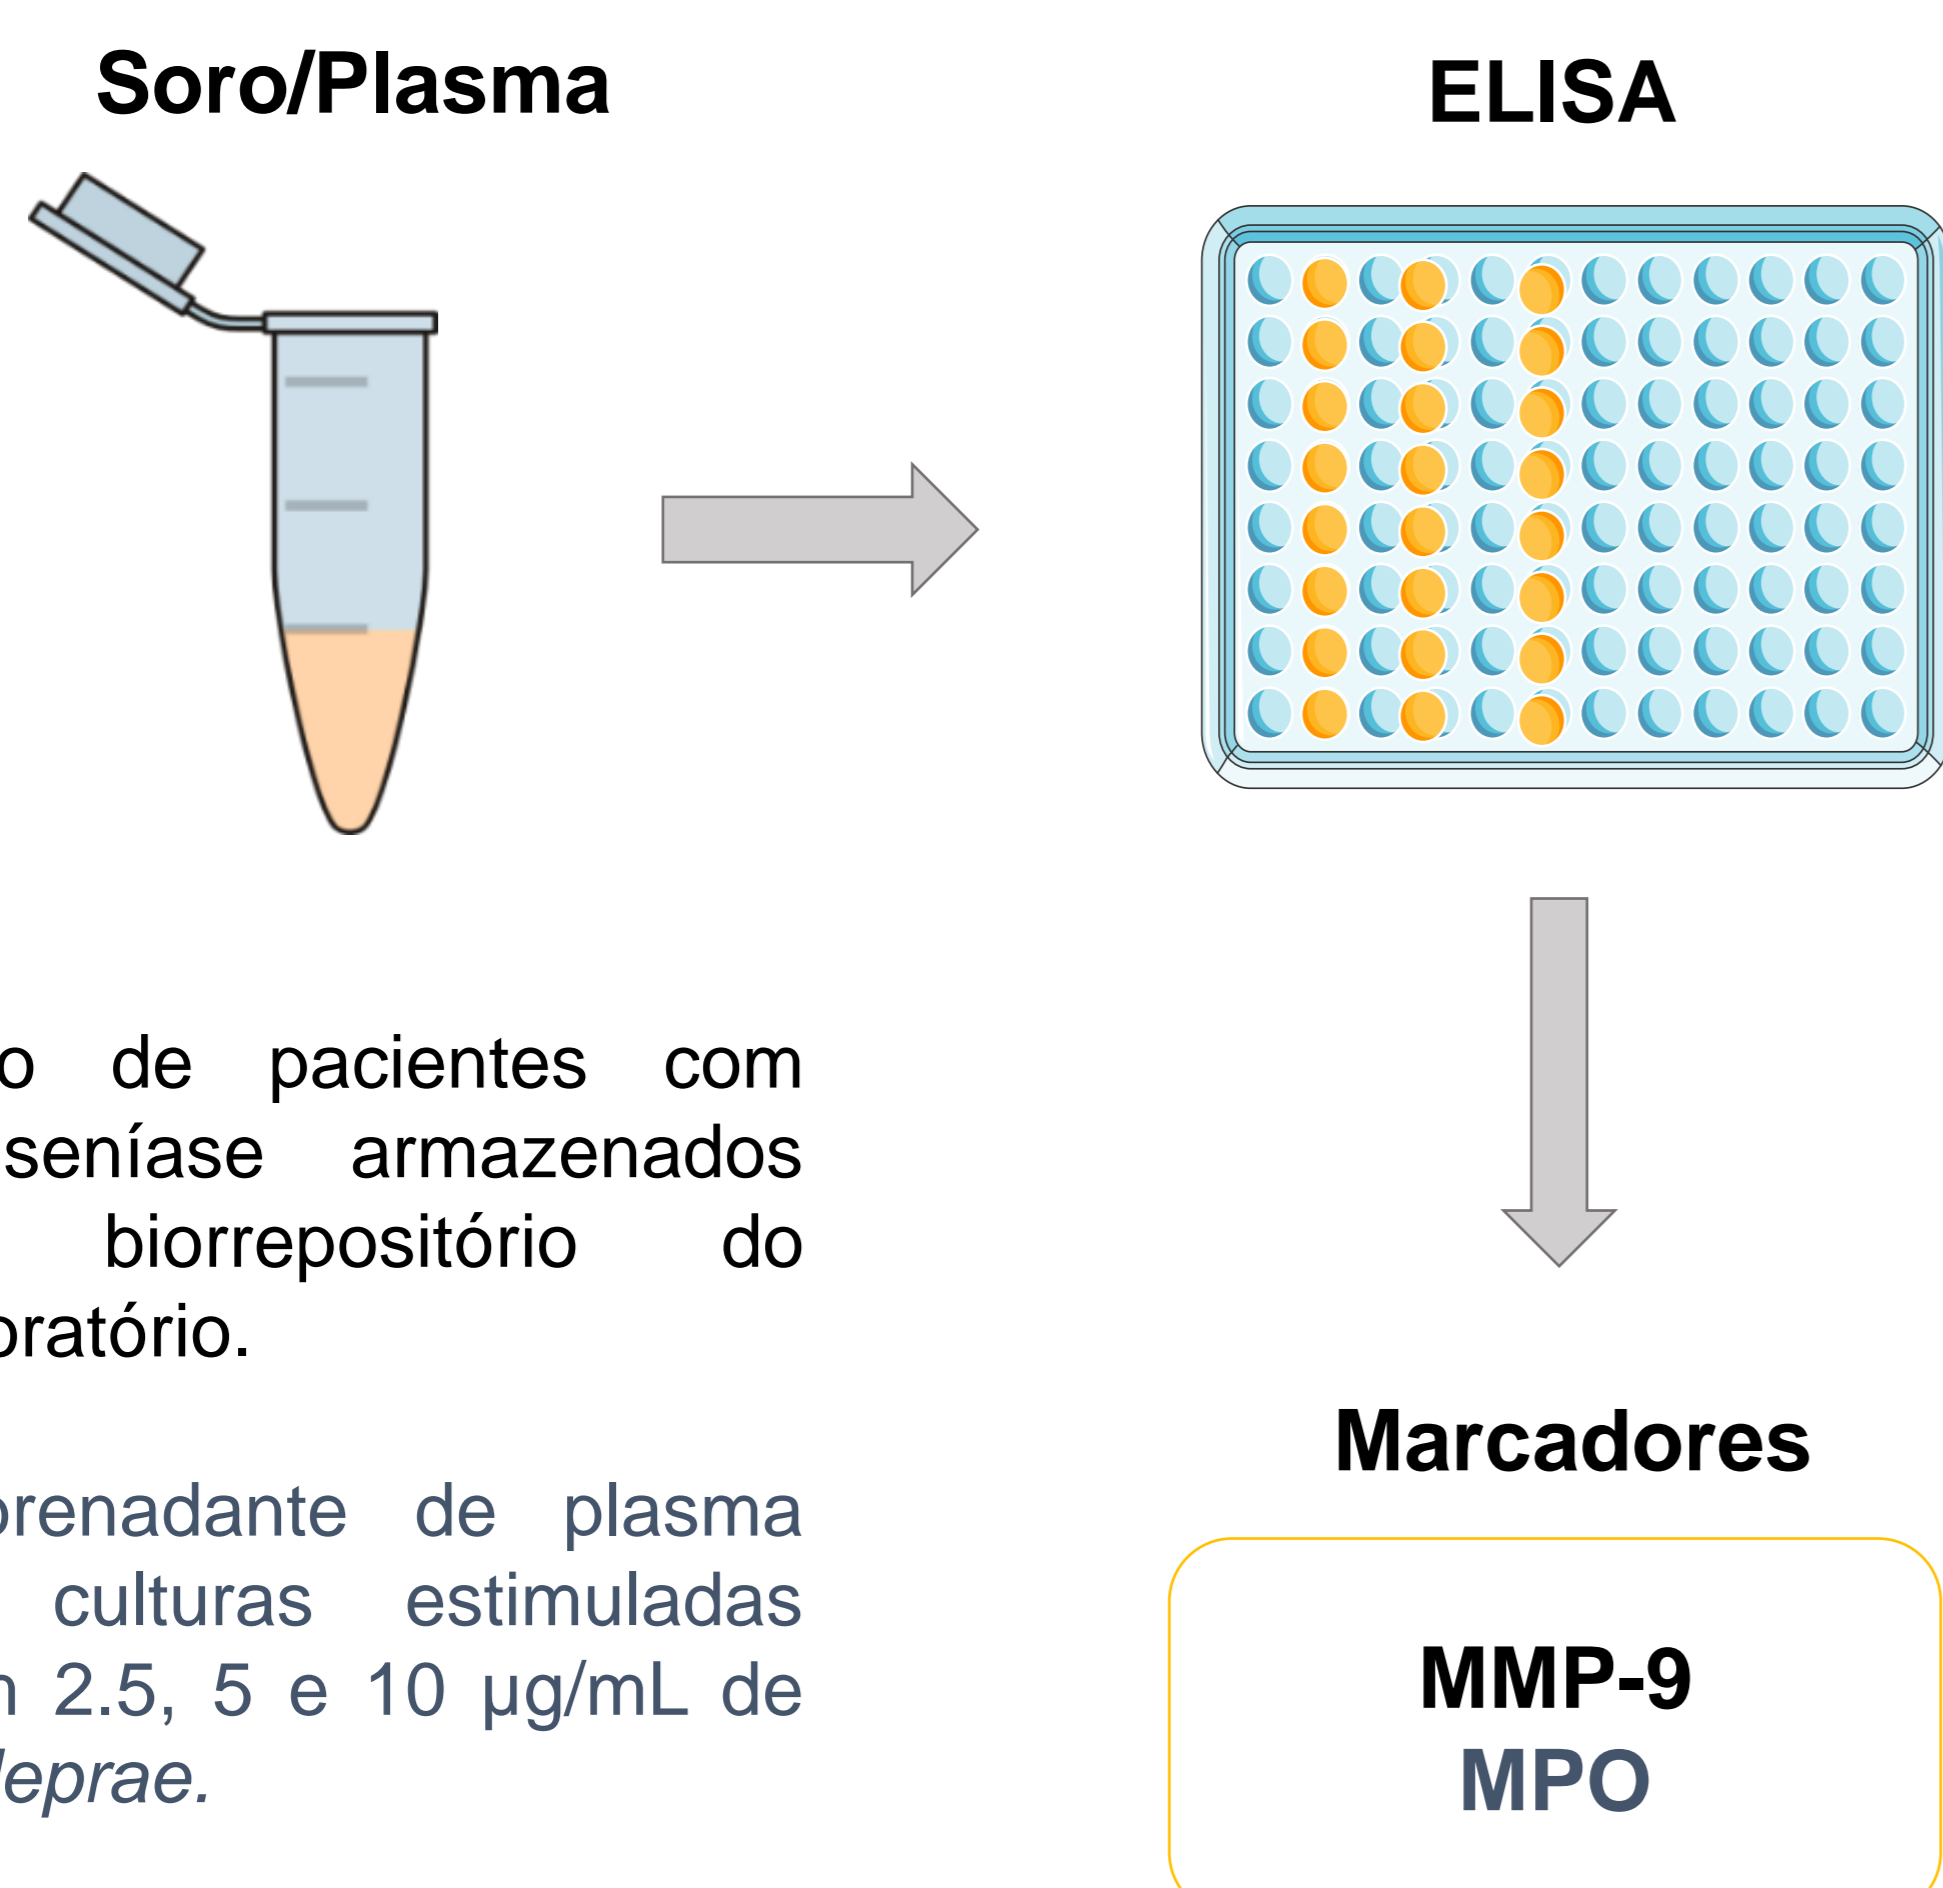 Soro/Plasma
ELISA
o de pacientes com
seníase armazenados
biorrepositório do
oratório.
orenadante de plasma
culturas estimuladas
2.5, 5 e 10 µg/mL de
leprae.
Marcadores
MMP-9
MPO